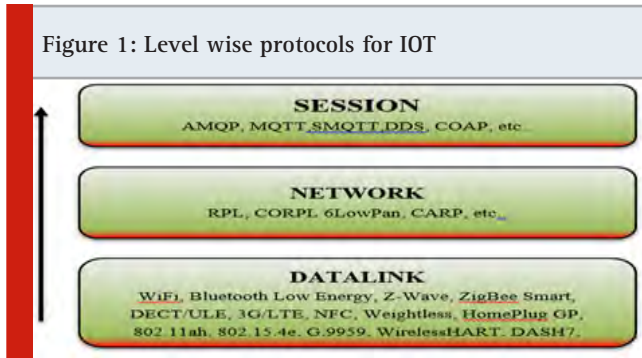 Figure 1: Level wise protocols for IOT
SESSION
AMQP, MQTT,SMQTT,DDS, COAP, etc..
NETWORK
RPL, CORPL 6LowPan, CARP, etc..
DATALINK
WiFi, Bluetooth Low Energy, Z-Wave, ZigBee Smart,
DECT/ULE, 3G/LTE, NFC, Weightless, HomePlug GP,
802.11ah, 802.15.4e, G.9959, WirelessHART, DASH7,